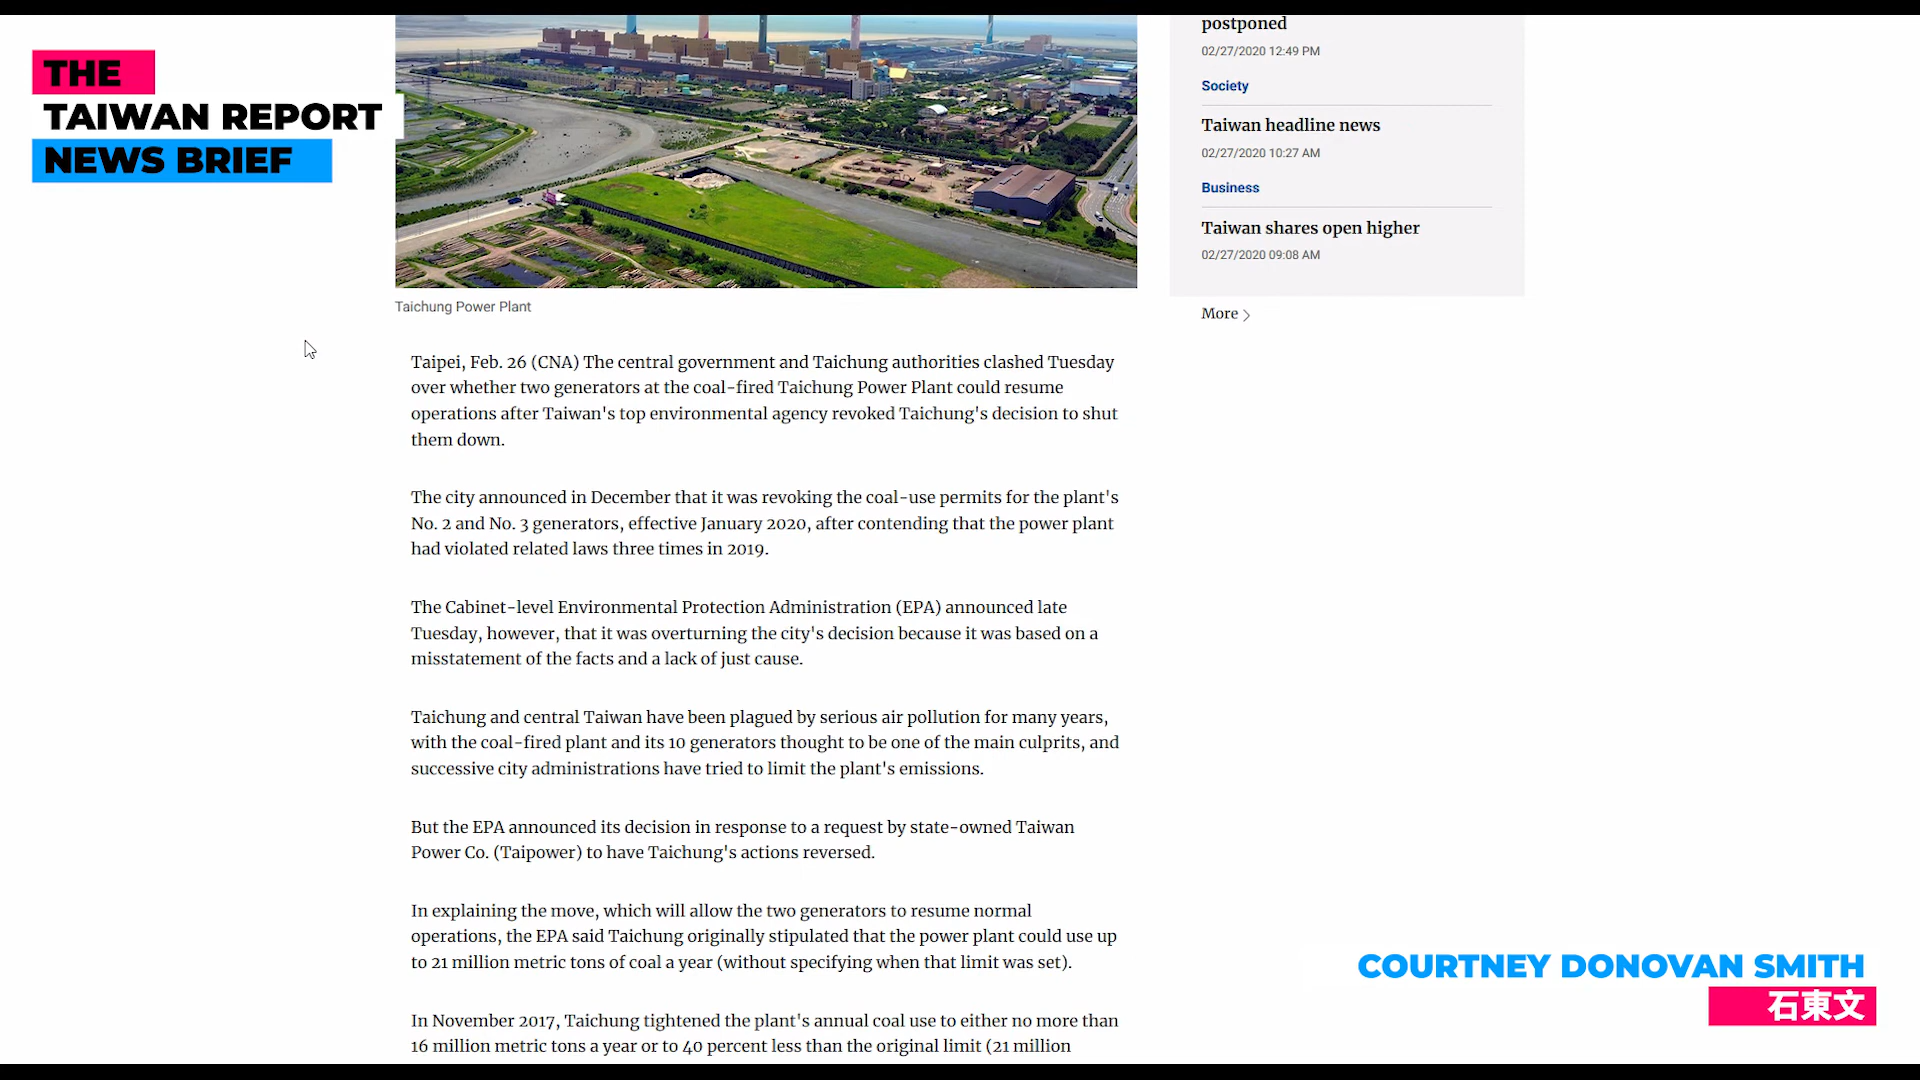 THE
TAIWAN REPORT
NEWS BRIEF
postponed
02/27/2020 12:49 PM
Society
Taiwan headline news
02/27/2020 10:27 AM
Business
Taiwan shares open higher
02/27/2020 09:08 AM
More
Taichung Power Plant
Taipei, Feb. 26 (CNA) The central government and Taichung authorities clashed Tuesday
over whether two generators at the coal-fired Taichung Power Plant could resume
operations after Taiwan's top environmental agency revoked Taichung's decision to shut
them down.
The city announced in December that it was revoking the coal-use permits for the plant's
No. 2 and No. 3 generators, effective January 2020, after contending that the power plant
had violated related laws three times in 2019.
The Cabinet-level Environmental Protection Administration (EPA) announced late
Tuesday, however, that it was overturning the city's decision because it was based on a
misstatement of the facts and a lack of just cause.
Taichung and central Taiwan have been plagued by serious air pollution for many years,
with the coal-fired plant and its 10 generators thought to be one of the main culprits, and
successive city administrations have tried to limit the plant's emissions.
But the EPA announced its decision in response to a request by state-owned Taiwan
Power Co. (Taipower) to have Taichung's actions reversed.
In explaining the move, which will allow the two generators to resume normal
operations, the EPA said Taichung originally stipulated that the power plant could use up
to 21 million metric tons of coal a year (without specifying when that limit was set).
In November 2017, Taichung tightened the plant's annual coal use to either no more than
16 million metric tons a year or to 40 percent less than the original limit (21 million
COURTNEY DONOVAN SMITH
石東文